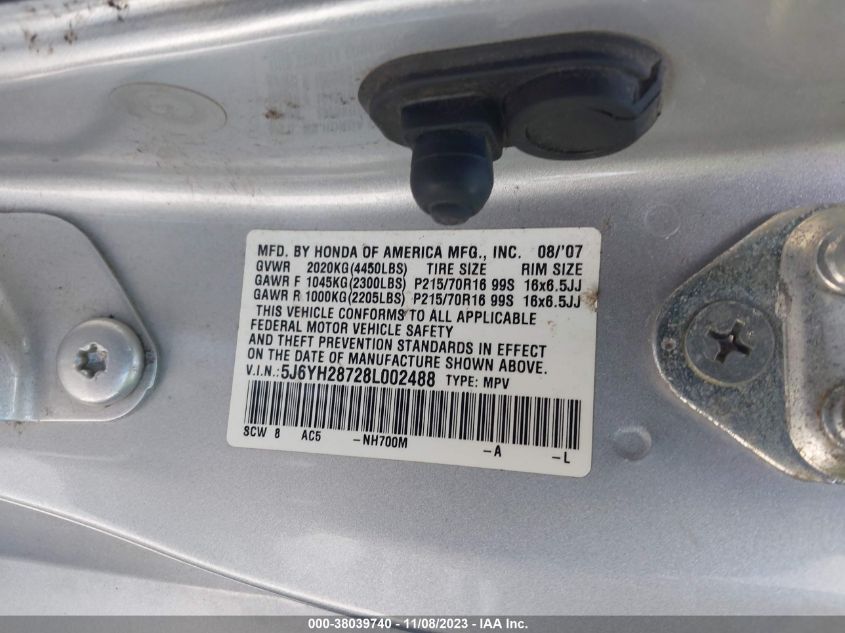 MFD. BY HONDA OF AMERICA MFG., INC. 08/'07
GVWR 2020KG(4450LBS) TIRE SIZE RIM SIZE
GAWR F 1045KG(2300LBS) P215/70R16 99S 16x6.5JJ
GAWR R 1000KG(2205LBS) P215/70R16 99S 16x6.5JJ
THIS VEHICLE CONFORMS TO ALL APPLICABLE
FEDERAL MOTOR VEHICLE SAFETY
AND THEFT PREVENTION STANDARDS IN EFFECT
ON THE DATE OF MANUFACTURE SHOWN ABOVE.
V.I.N.: 5J6YH28728L002488 TYPE: MPV
SCW 8 AC5 -NH700M -A -L
000-38039740 - 11/08/2023 - IAA Inc.